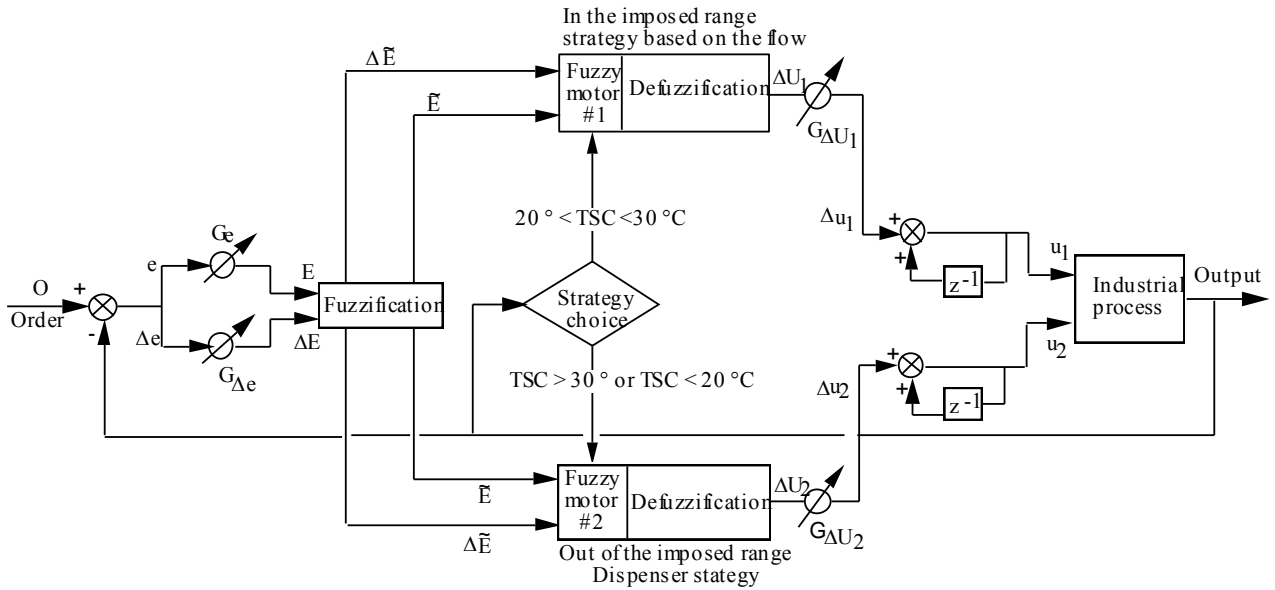 In the imposed range
strategy based on the flow
ΔẼ
Ẽ
Fuzzy
motor
#1
Defuzzification
ΔU1
GΔU1
20 ° < TSC <30 °C
Δu1
+
+
z -1
u1
Industrial
process
Output
O
Order
+
-
e
Δe
Ge
GΔe
E
ΔE
Fuzzification
Strategy
choice
TSC > 30 ° or TSC < 20 °C
Δu2
+
+
z -1
u2
Ẽ
ΔẼ
Fuzzy
motor
#2
Defuzzification
ΔU2
GΔU2
Out of the imposed range
Dispenser stategy